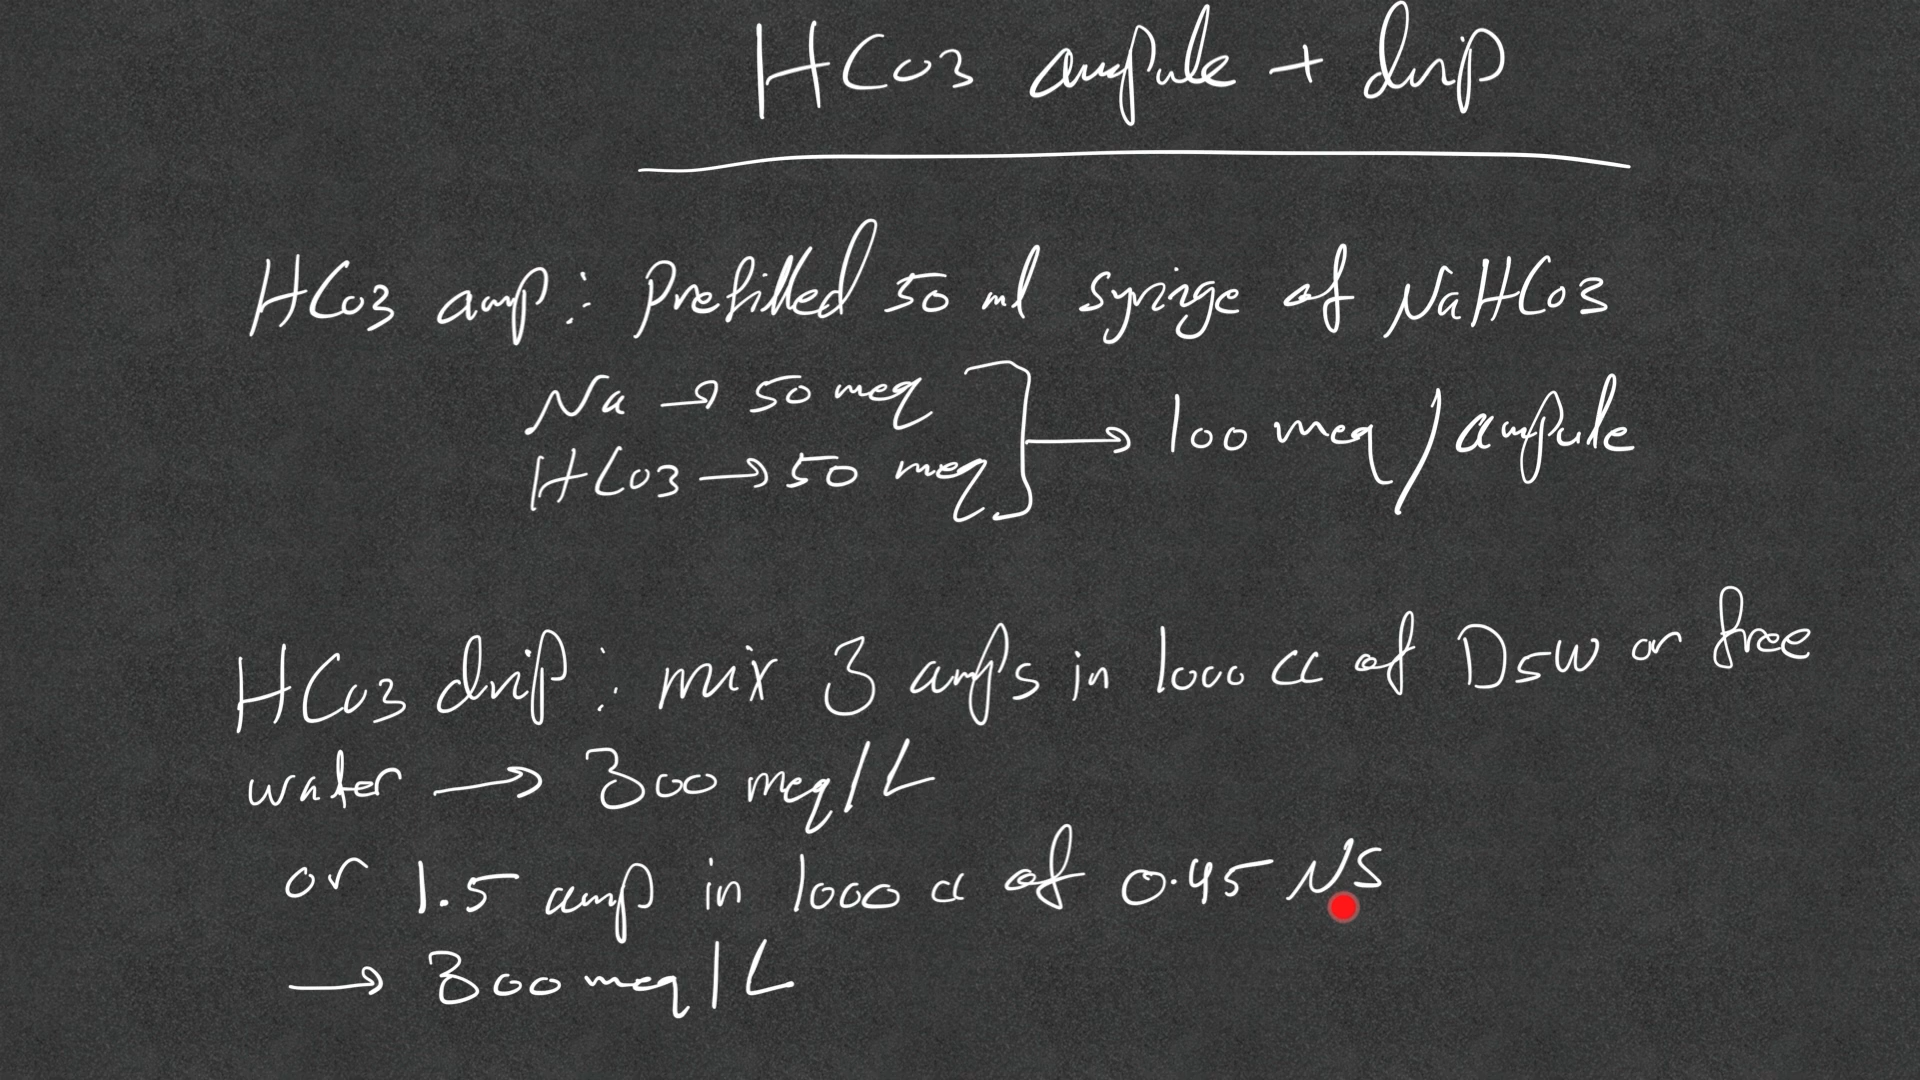 HCO3 ampule + drip
HCO3 amp: Prefilled 50 ml syringe of NaHCO3
Na → 50 meq
HCO3 → 50 meq
→ 100 meq / ampule
HCO3 drip: mix 3 amps in 1000 cc of D5W or free
water → 300 meq/L
or 1.5 amp in 1000 cc of 0.45 NS
→ 300 meq/L